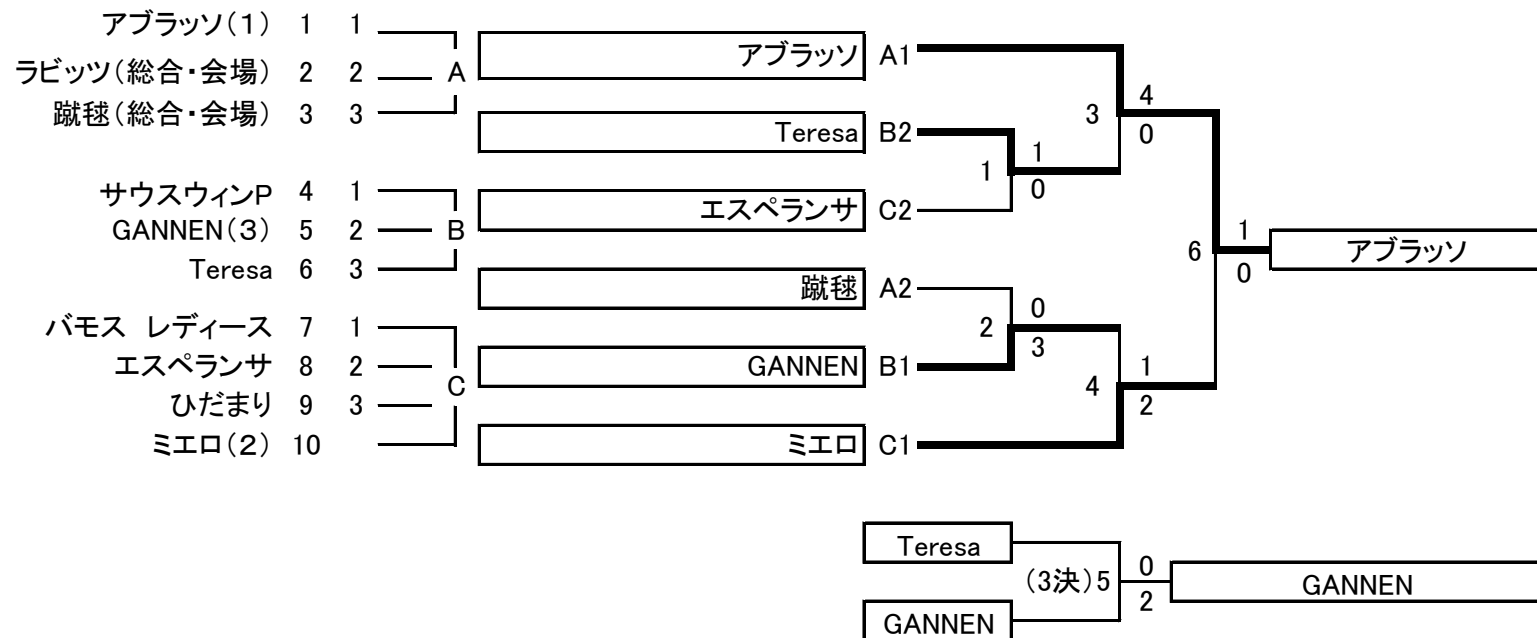 アブラッソ(1) 1 1
ラビッツ(総合・会場) 2 2
蹴毬(総合・会場) 3 3
A
サウスウィンP 4 1
GANNEN(3) 5 2
Teresa 6 3
B
バモス レディース 7 1
エスペランサ 8 2
ひだまり 9 3
ミエロ(2) 10
C
アブラッソ A1
Teresa B2
エスペランサ C2
蹴毬 A2
GANNEN B1
ミエロ C1
1 1
0
2 0
3
3 4
0
4 1
2
6 1
0
アブラッソ
Teresa
(3決)5 0
2
GANNEN
GANNEN